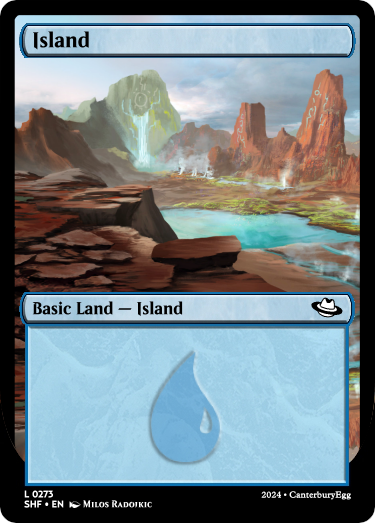 Island
Basic Land — Island
L 0273
SHF • EN Milos Radojkic
2024 • CanterburyEgg